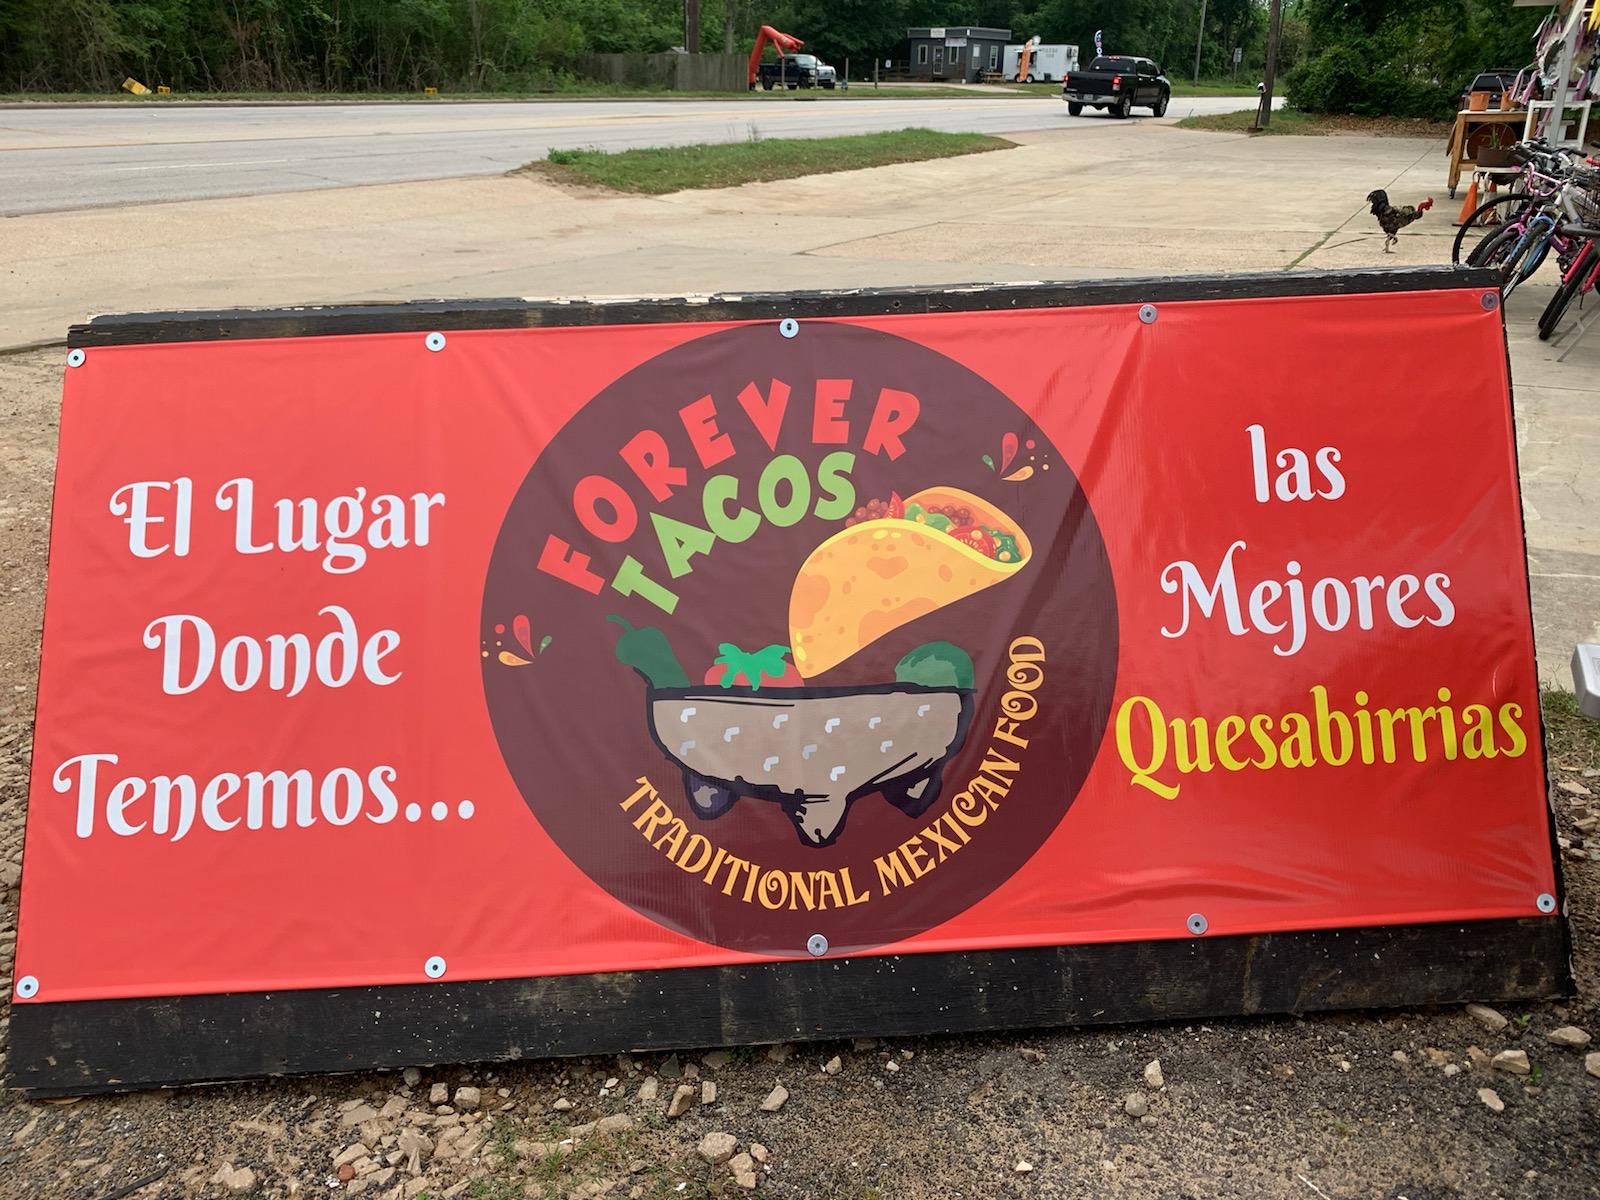 El Lugar
Donde
Tenemos...
FOREVER
TACOS
TRADITIONAL MEXICAN FOOD
las
Mejores
Quesabirrias